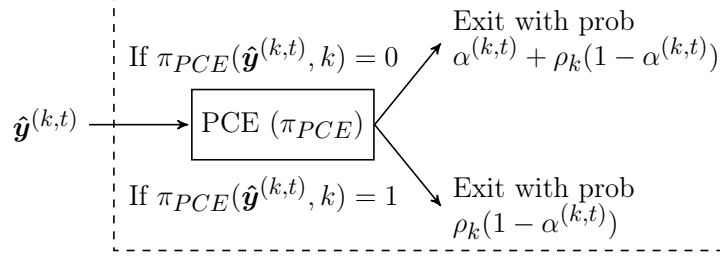 If π_{PCE}(ŷ^{(k,t)}, k) = 0
Exit with prob
α^{(k,t)} + ρ_k(1 − α^{(k,t)})
ŷ^{(k,t)}
PCE (π_{PCE})
If π_{PCE}(ŷ^{(k,t)}, k) = 1
Exit with prob
ρ_k(1 − α^{(k,t)})